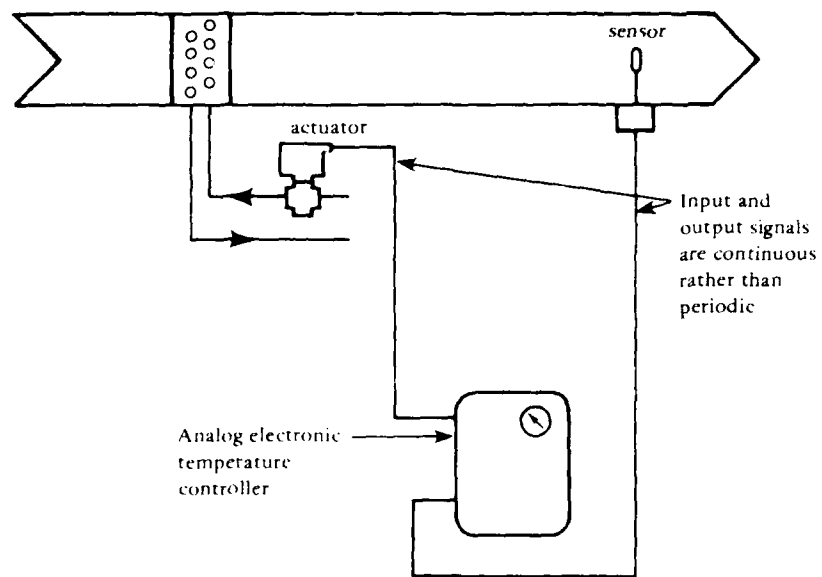 sensor
actuator
Input and
output signals
are continuous
rather than
periodic
Analog electronic
temperature
controller